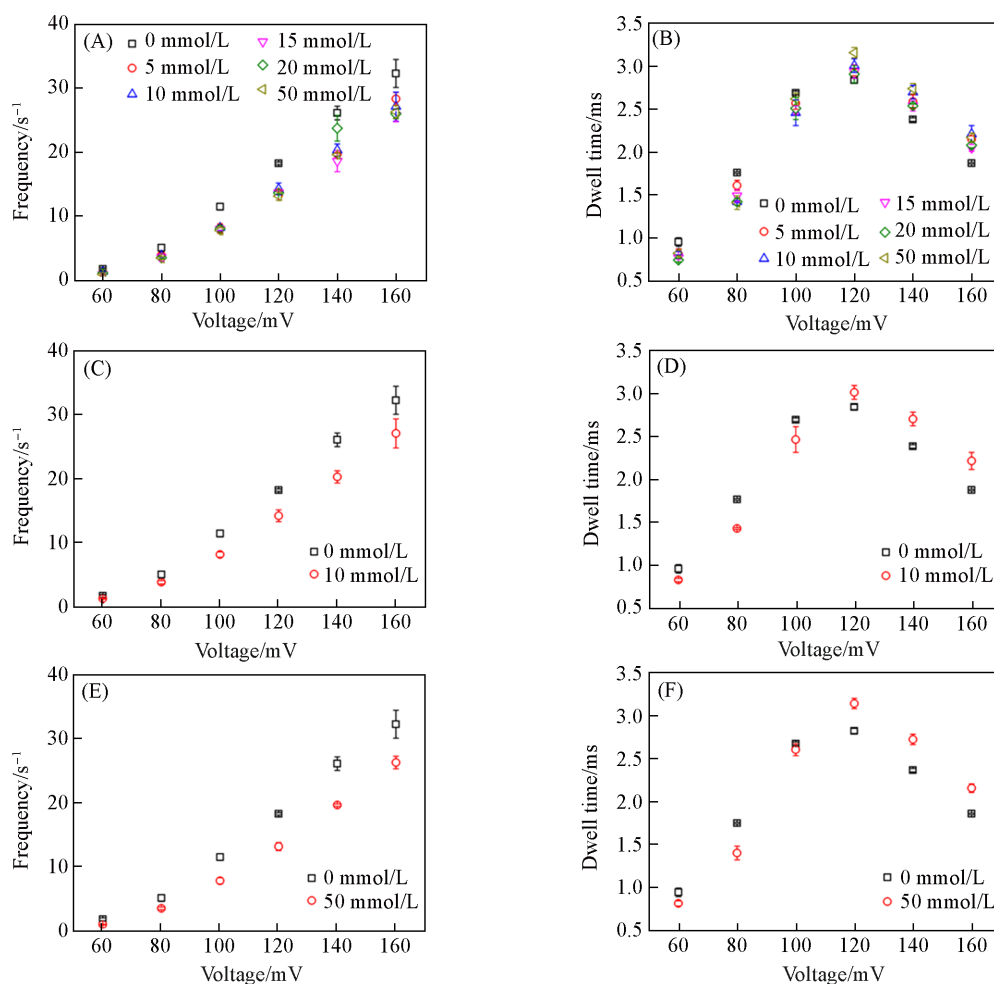 (A)
0 mmol/L
15 mmol/L
5 mmol/L
20 mmol/L
10 mmol/L
50 mmol/L
Frequency/s⁻¹
40
30
20
10
0
60 80 100 120 140 160
Voltage/mV
(B)
0 mmol/L
15 mmol/L
5 mmol/L
20 mmol/L
10 mmol/L
50 mmol/L
Dwell time/ms
3.5
3.0
2.5
2.0
1.5
1.0
0.5
60 80 100 120 140 160
Voltage/mV
(C)
0 mmol/L
10 mmol/L
Frequency/s⁻¹
40
30
20
10
0
60 80 100 120 140 160
Voltage/mV
(D)
0 mmol/L
10 mmol/L
Dwell time/ms
3.5
3.0
2.5
2.0
1.5
1.0
0.5
60 80 100 120 140 160
Voltage/mV
(E)
0 mmol/L
50 mmol/L
Frequency/s⁻¹
40
30
20
10
0
60 80 100 120 140 160
Voltage/mV
(F)
0 mmol/L
50 mmol/L
Dwell time/ms
3.5
3.0
2.5
2.0
1.5
1.0
0.5
60 80 100 120 140 160
Voltage/mV